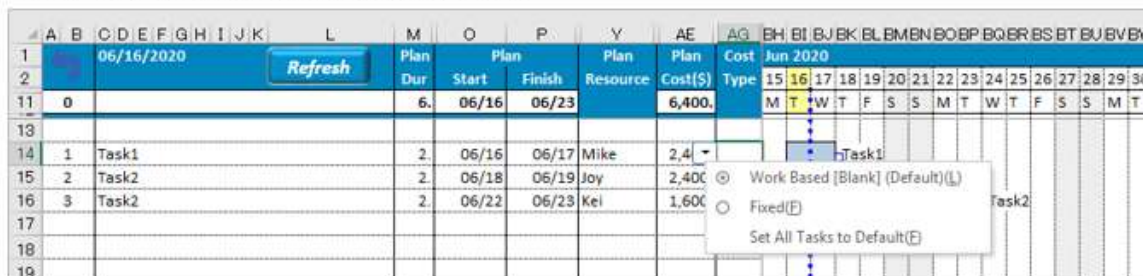 A B C D E F G H I J K L M O P Y AE AG BH BI BJ BK BL BM BN BO BP BQ BR BS BT BU BV
1 06/16/2020 Refresh Plan Plan Plan Plan Cost Jun 2020
2 Dur Start Finish Resource Cost($) Type 15 16 17 18 19 20 21 22 23 24 25 26 27 28 29
11 0 6. 06/16 06/23 6,400. M T W T F S S M T W T F S S M T
13
14 1 Task1 2. 06/16 06/17 Mike 2,4 Task1
15 2 Task2 2. 06/18 06/19 Joy 2,400 Work Based [Blank] (Default)(L)
16 3 Task2 2. 06/22 06/23 Kei 1,600 Fixed(F) Task2
17
Set All Tasks to Default(F)
18
19